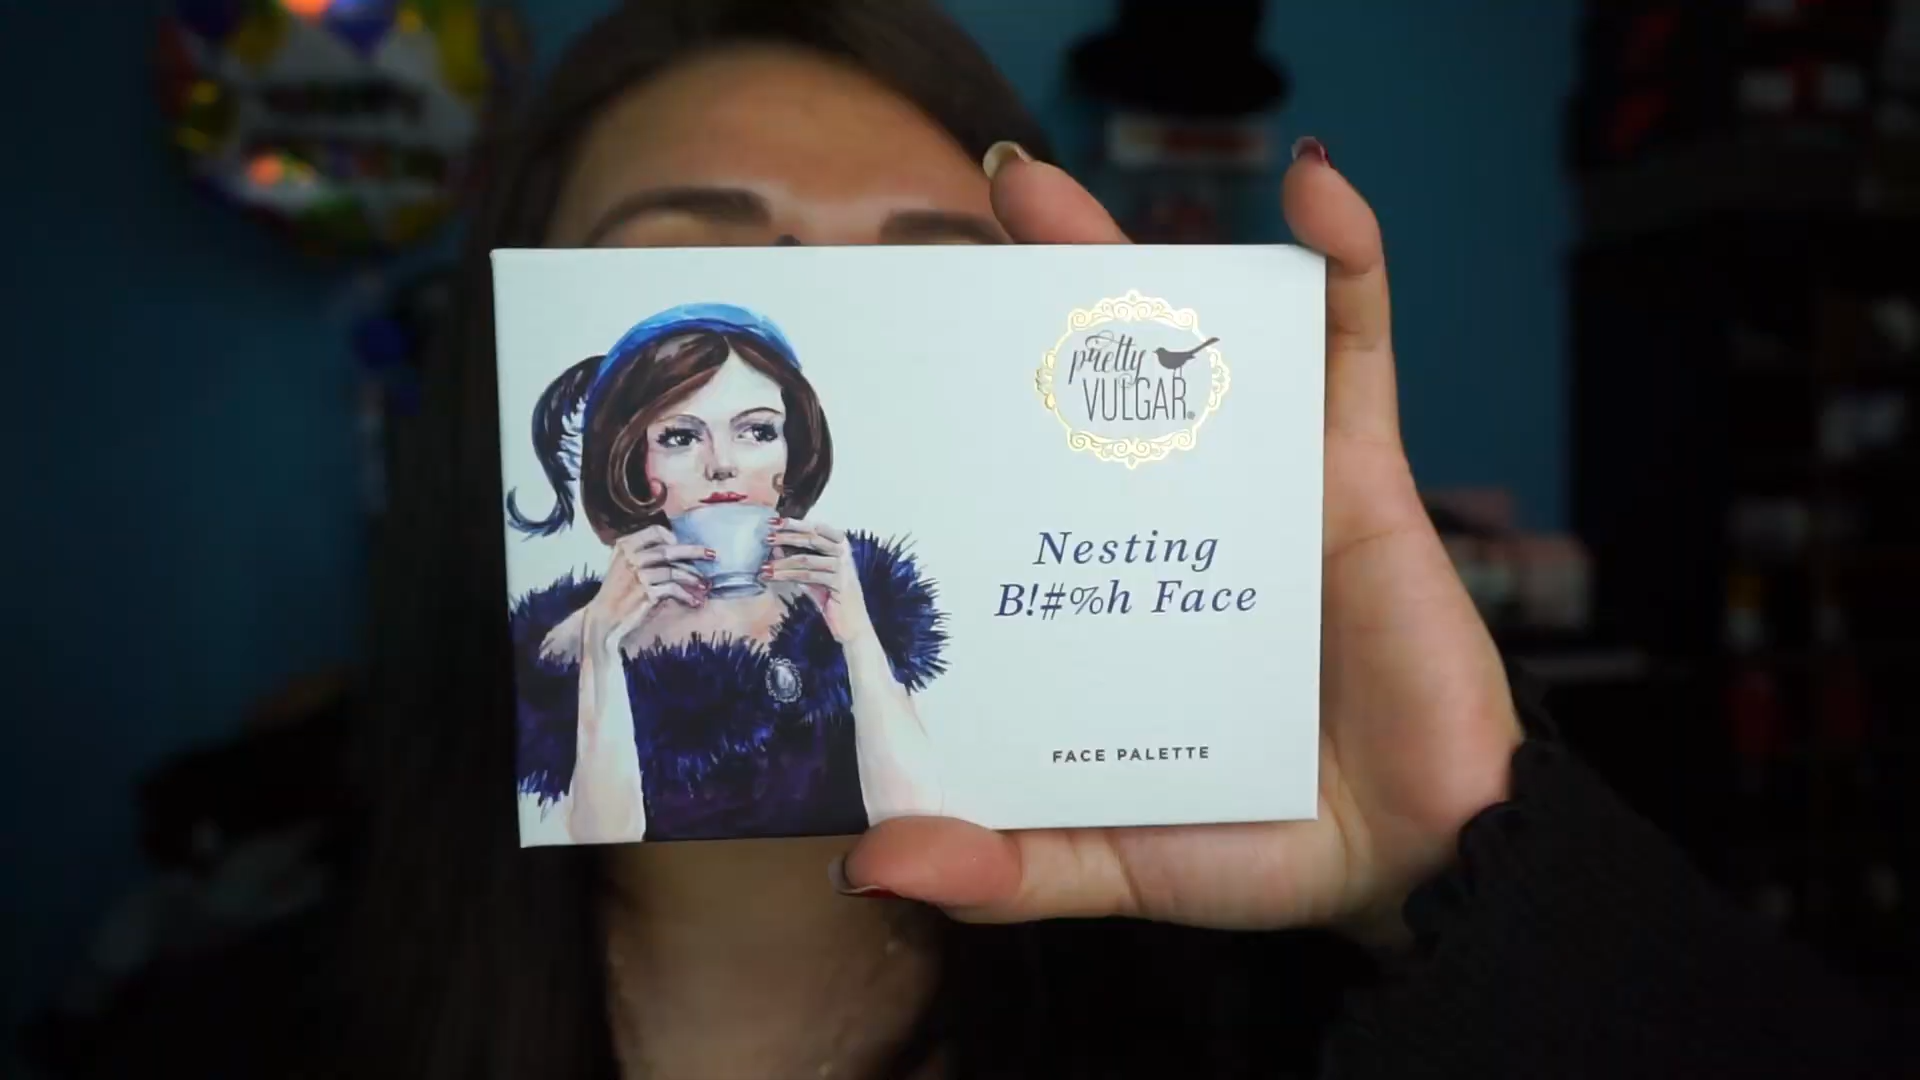 pretty
VULGAR®
Nesting
B!#%h Face
FACE PALETTE